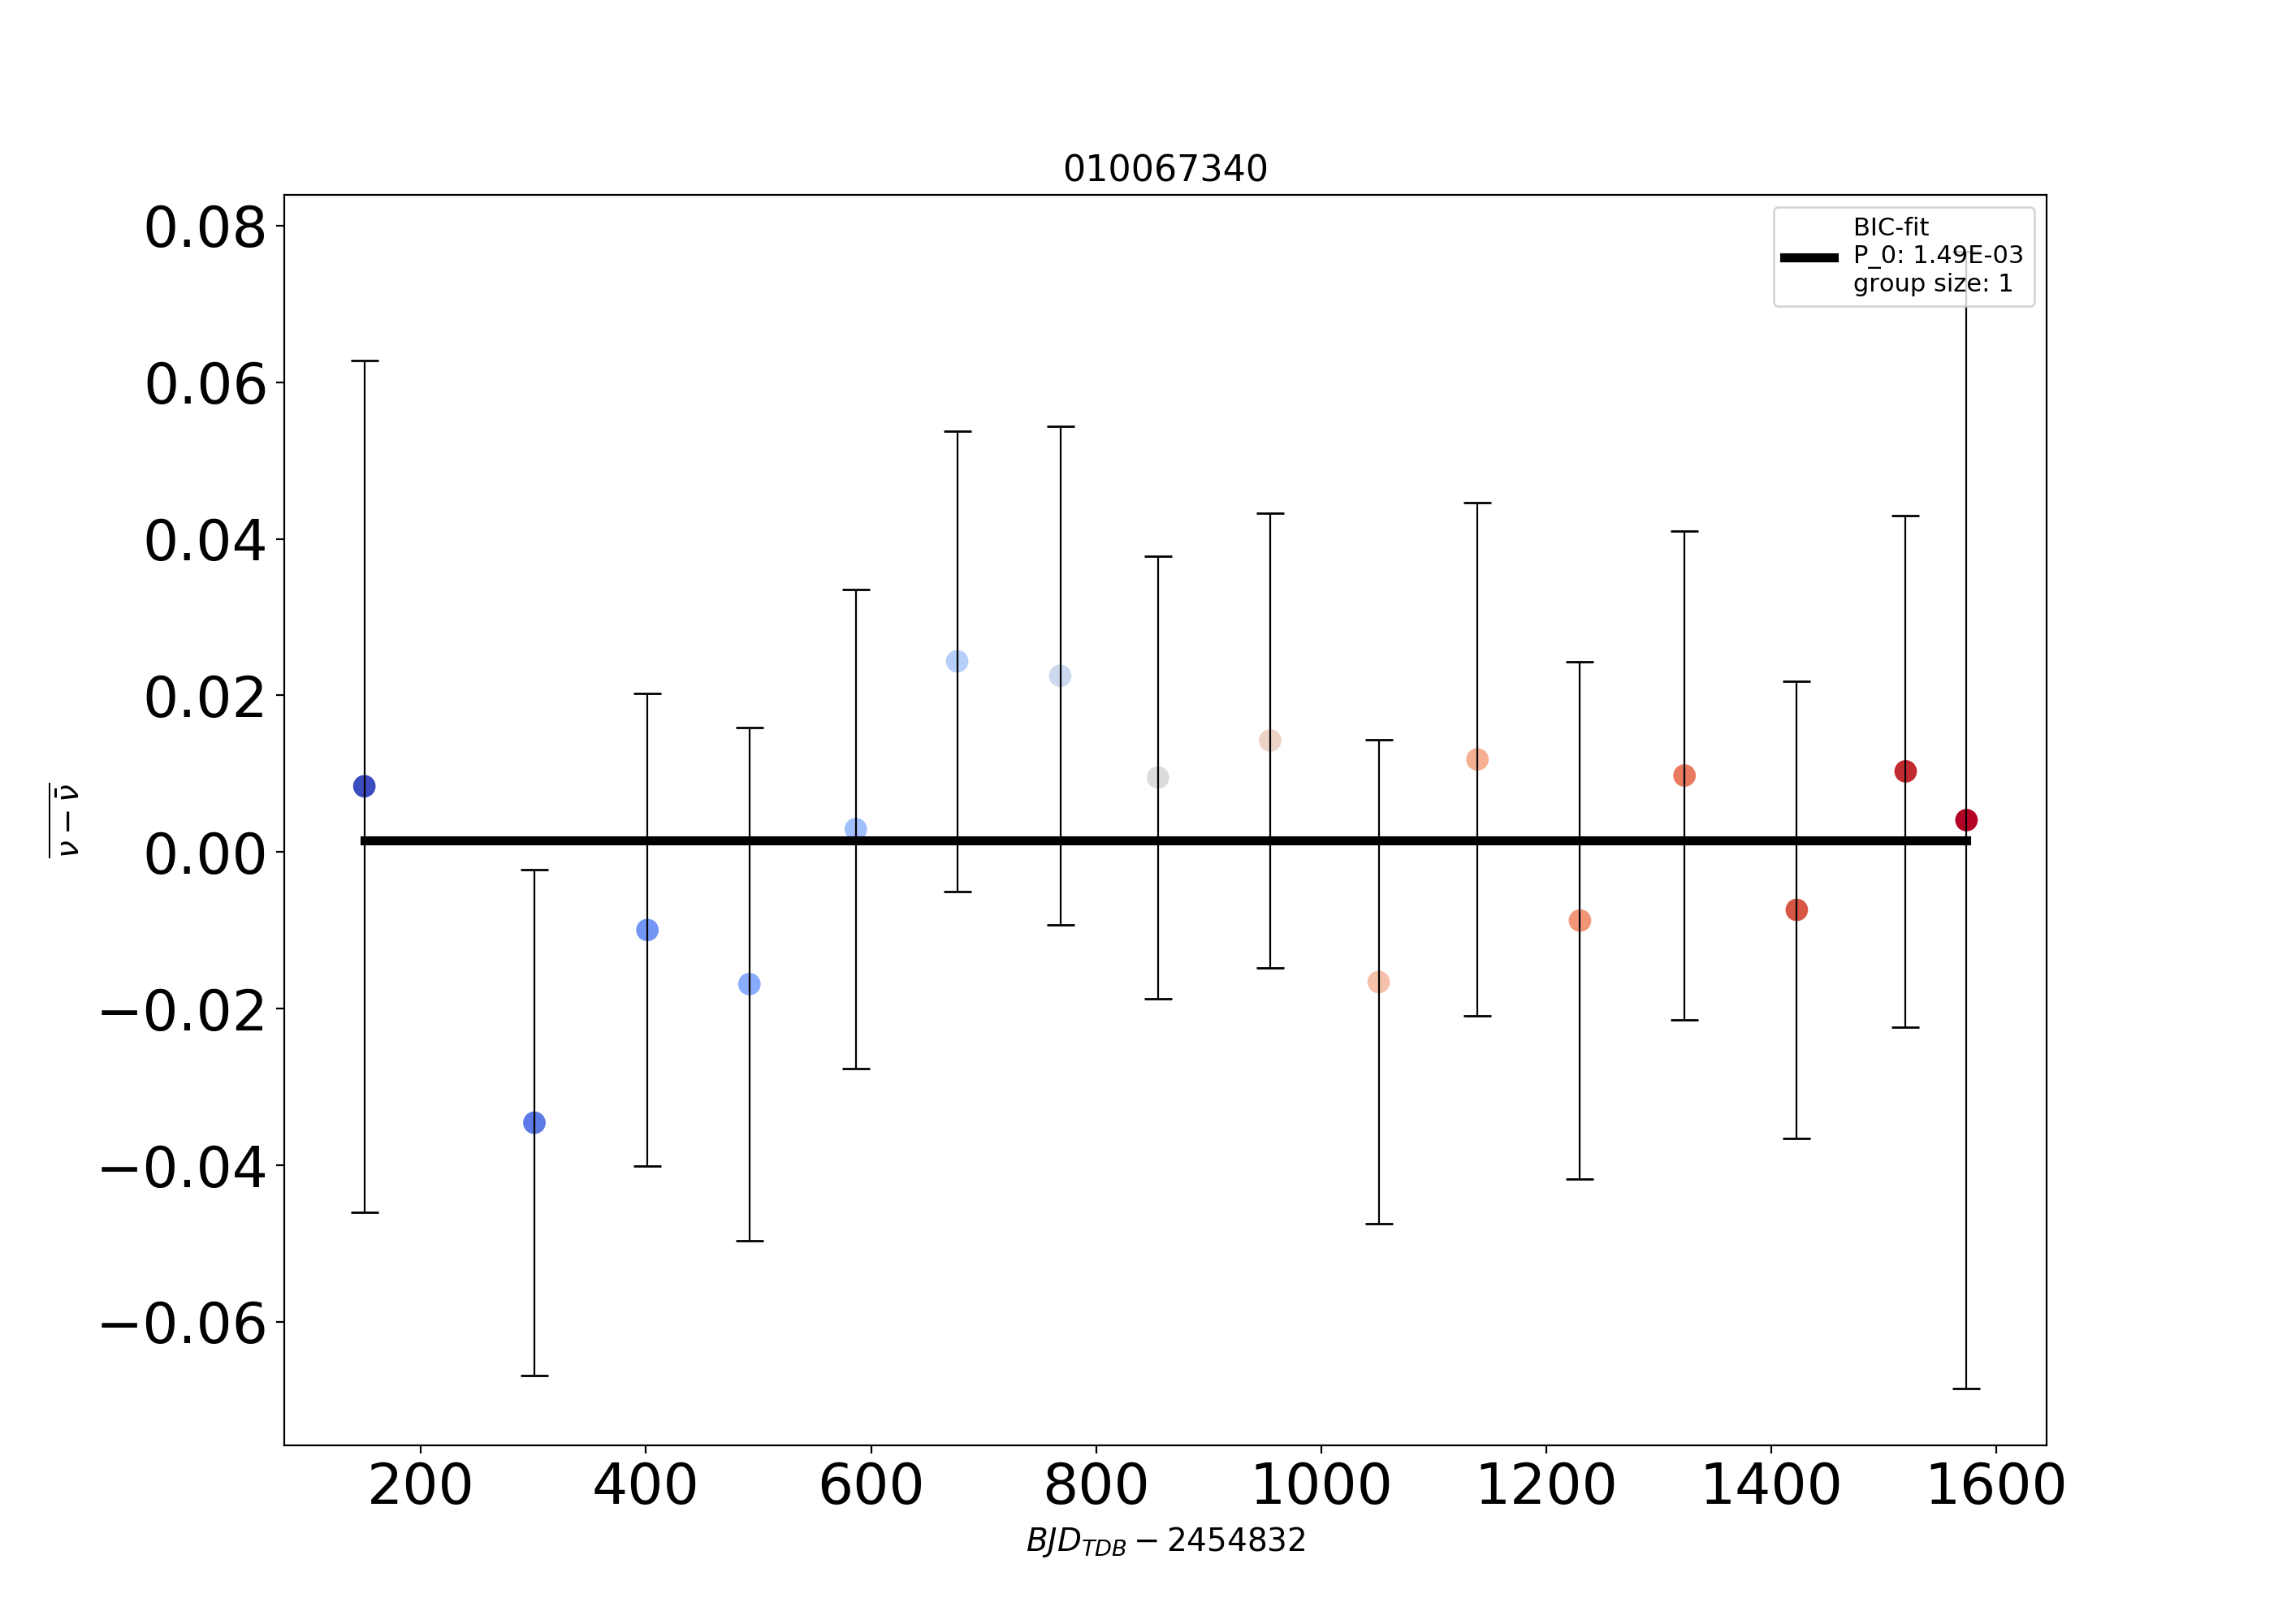 010067340
BIC-fit
P_0: 1.49E-03
group size: 1
0.08
0.06
0.04
0.02
0.00
−0.02
−0.04
−0.06
ν − ν̄
200 400 600 800 1000 1200 1400 1600
BJD_TDB − 2454832